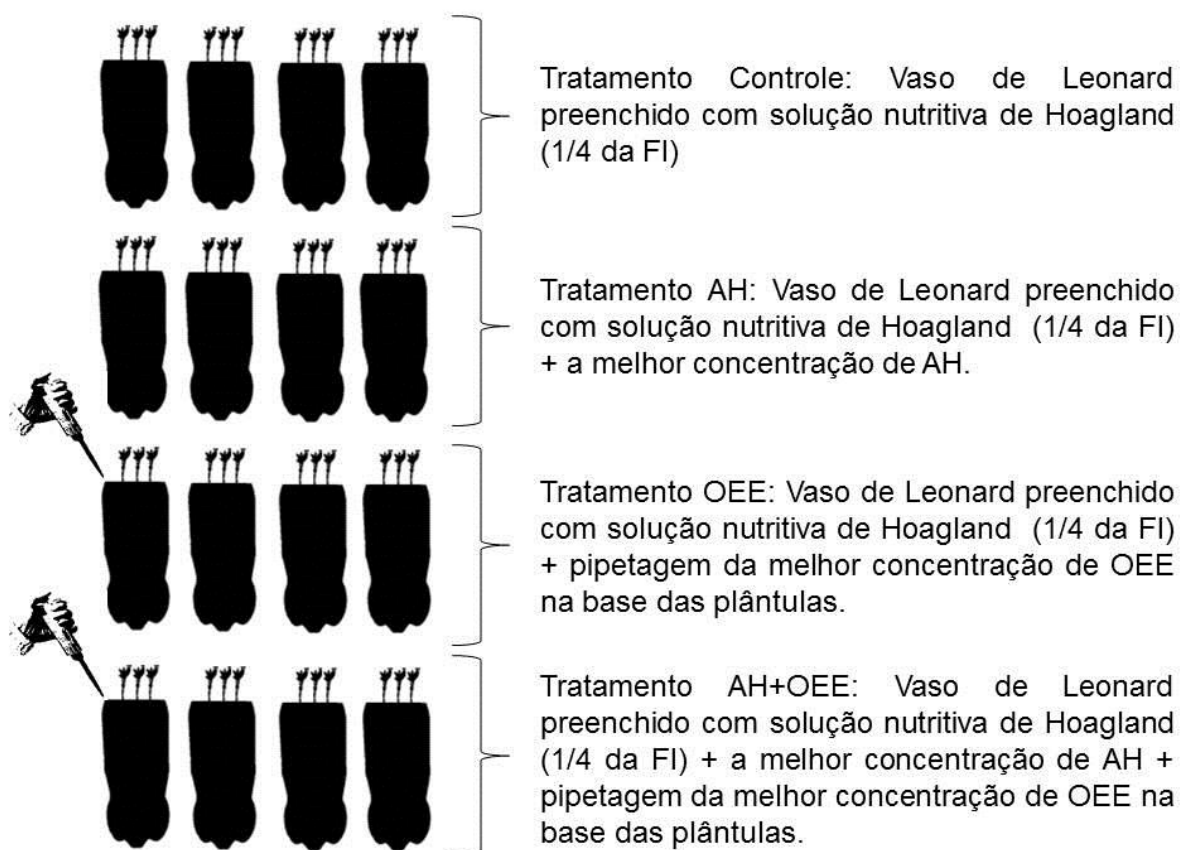 Tratamento Controle: Vaso de Leonard
preenchido com solução nutritiva de Hoagland
(1/4 da FI)
Tratamento AH: Vaso de Leonard preenchido
com solução nutritiva de Hoagland (1/4 da FI)
+ a melhor concentração de AH.
Tratamento OEE: Vaso de Leonard preenchido
com solução nutritiva de Hoagland (1/4 da FI)
+ pipetagem da melhor concentração de OEE
na base das plântulas.
Tratamento AH+OEE: Vaso de Leonard
preenchido com solução nutritiva de Hoagland
(1/4 da FI) + a melhor concentração de AH +
pipetagem da melhor concentração de OEE na
base das plântulas.